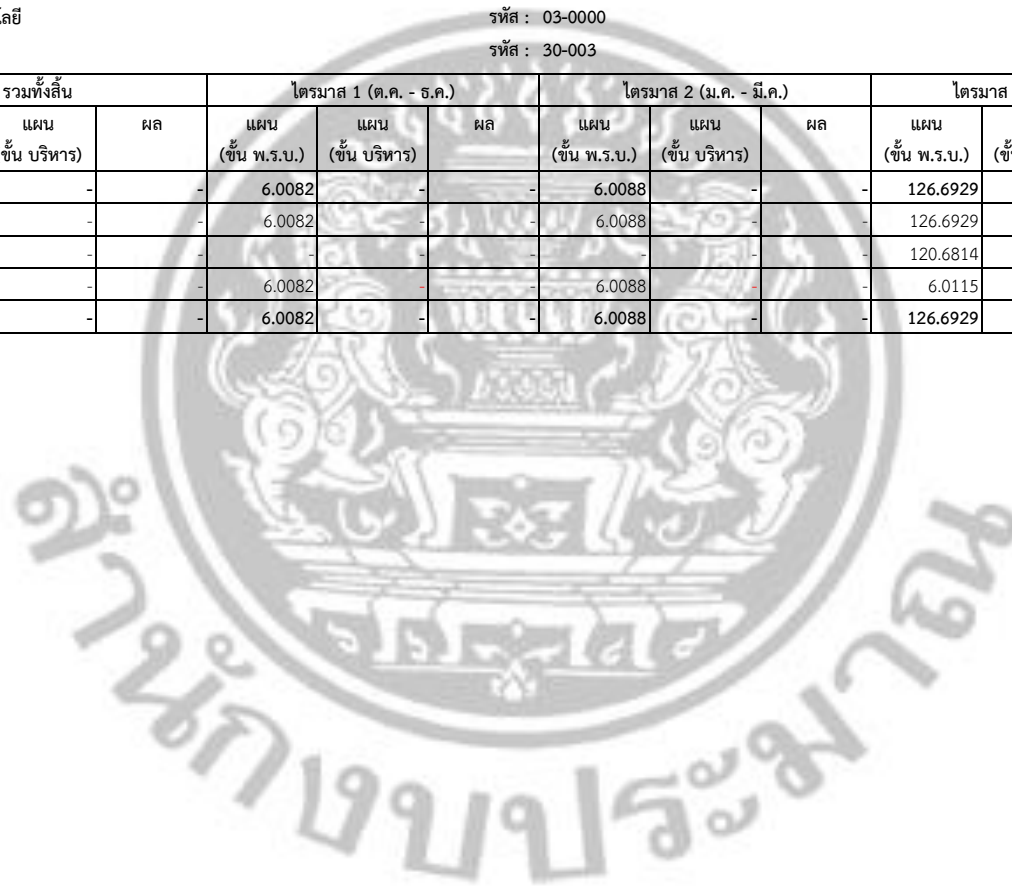 ลยี รหัส : 03-0000
รหัส : 30-003
รวมทั้งสิ้น ไตรมาส 1 (ต.ค. - ธ.ค.) ไตรมาส 2 (ม.ค. - มี.ค.) ไตรมาส
แผน ผล แผน แผน ผล แผน แผน ผล แผน
ขั้น บริหาร) (ขั้น พ.ร.บ.) (ขั้น บริหาร) (ขั้น พ.ร.บ.) (ขั้น บริหาร) (ขั้น พ.ร.บ.) (ขั้
- - 6.0082 - - 6.0088 - - 126.6929
- - 6.0082 - - 6.0088 - - 126.6929
- - - - - - - - 120.6814
- - 6.0082 - - 6.0088 - - 6.0115
- - 6.0082 - - 6.0088 - - 126.6929
สำนักงบประมาณ